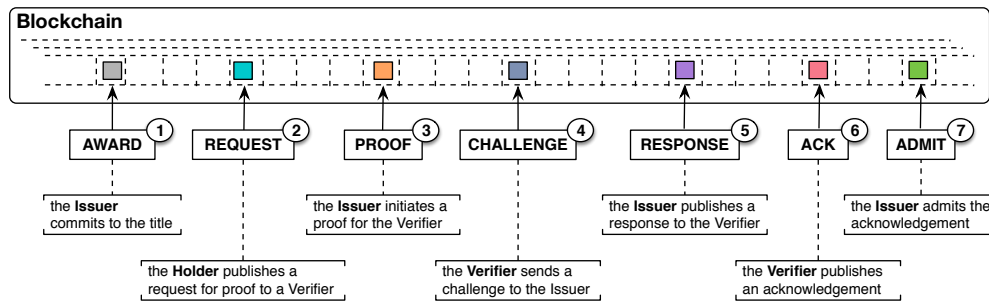 Blockchain
1
2
3
4
5
6
7
AWARD
REQUEST
PROOF
CHALLENGE
RESPONSE
ACK
ADMIT
the Issuer
commits to the title
the Issuer initiates a
proof for the Verifier
the Issuer publishes a
response to the Verifier
the Issuer admits the
acknowledgement
the Holder publishes a
request for proof to a Verifier
the Verifier sends a
challenge to the Issuer
the Verifier publishes
an acknowledgement